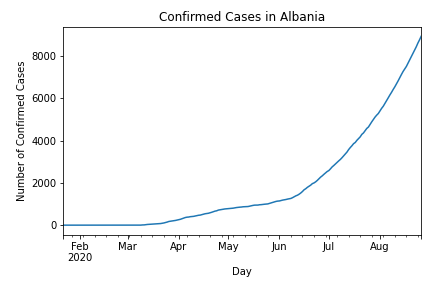 Confirmed Cases in Albania
Number of Confirmed Cases
8000
6000
4000
2000
0
Feb Mar Apr May Jun Jul Aug
2020
Day